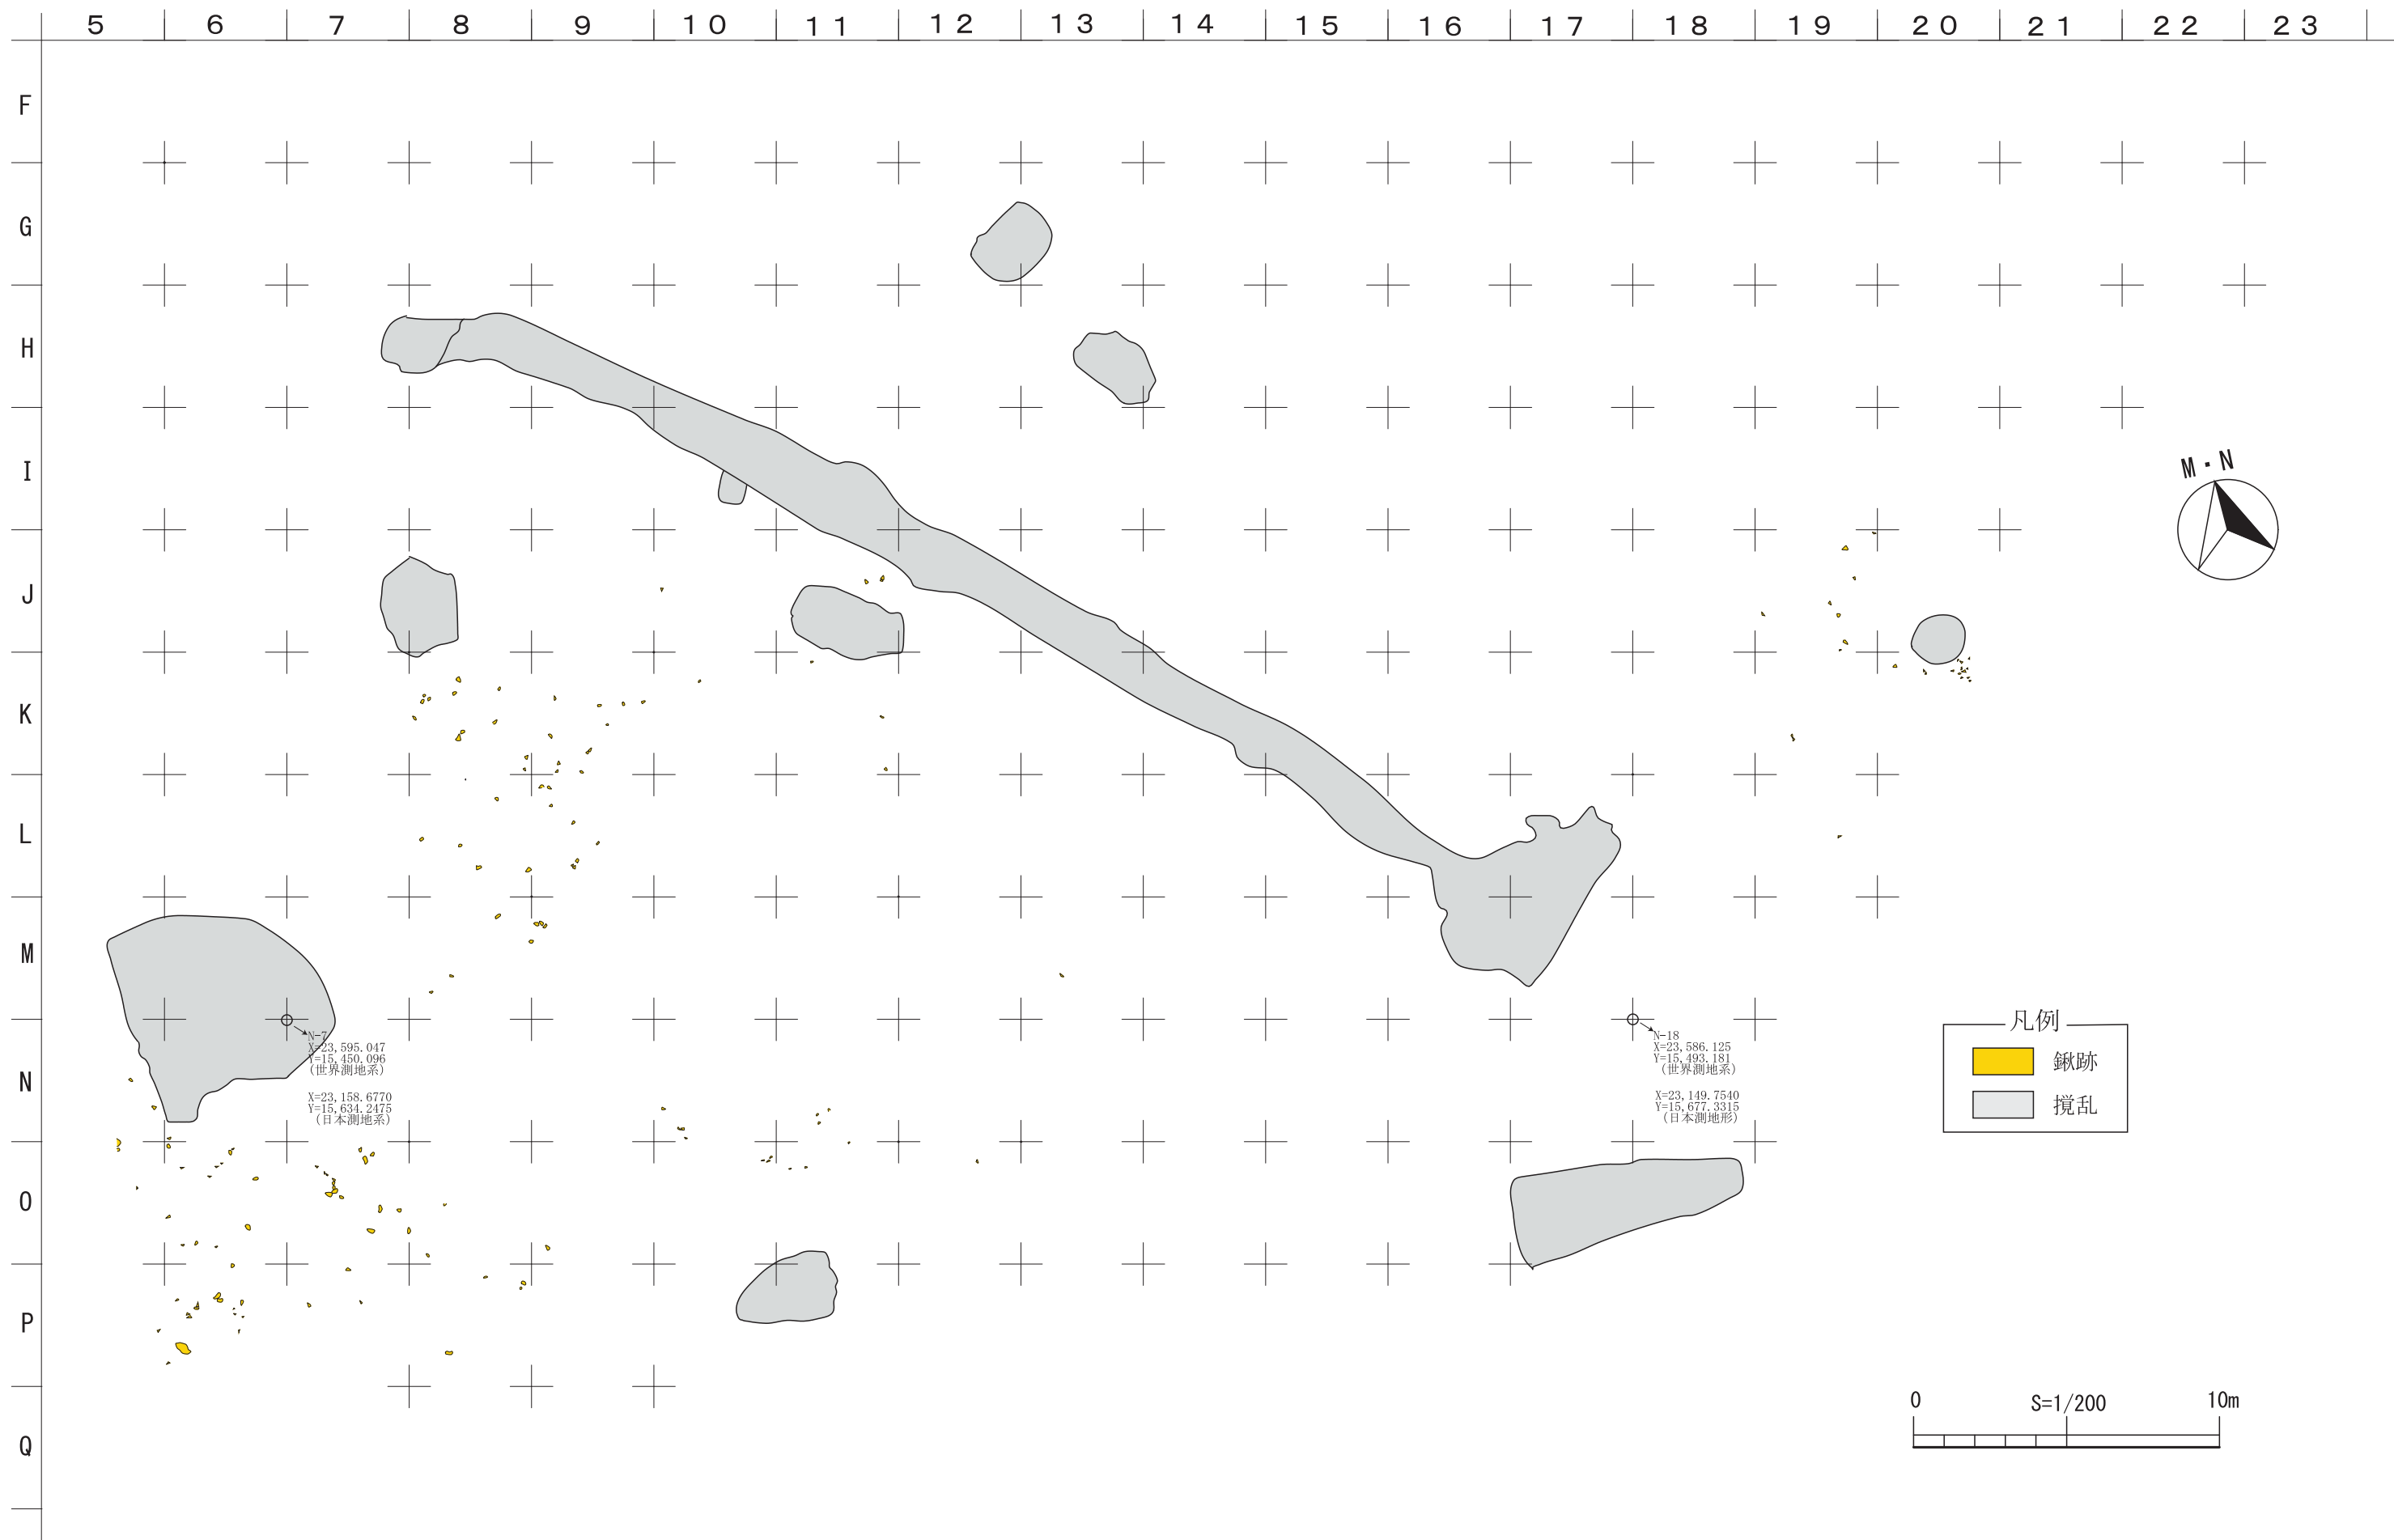 5 6 7 8 9 10 11 12 13 14 15 16 17 18 19 20 21 22 23
F
G
H
I
M・N
J
K
L
M
N-7
X=23,595.047
Y=15,450.096
(世界測地系)
X=23,158.6770
Y=15,634.2475
(日本測地系)
N-18
X=23,586.125
Y=15,493.181
(世界測地系)
X=23,149.7540
Y=15,677.3315
(日本測地形)
凡例
鍬跡
撹乱
N
O
P
0 S=1/200 10m
Q